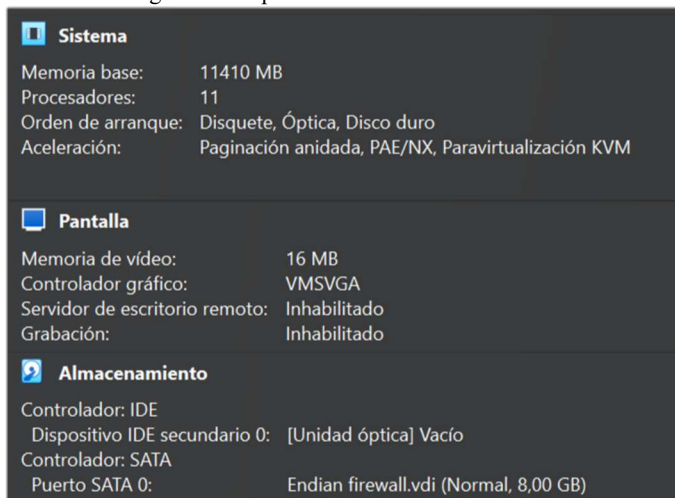 Sistema
Memoria base: 11410 MB
Procesadores: 11
Orden de arranque: Disquete, Óptica, Disco duro
Aceleración: Paginación anidada, PAE/NX, Paravirtualización KVM
Pantalla
Memoria de vídeo: 16 MB
Controlador gráfico: VMSVGA
Servidor de escritorio remoto: Inhabilitado
Grabación: Inhabilitado
Almacenamiento
Controlador: IDE
Dispositivo IDE secundario 0: [Unidad óptica] Vacío
Controlador: SATA
Puerto SATA 0: Endian firewall.vdi (Normal, 8,00 GB)